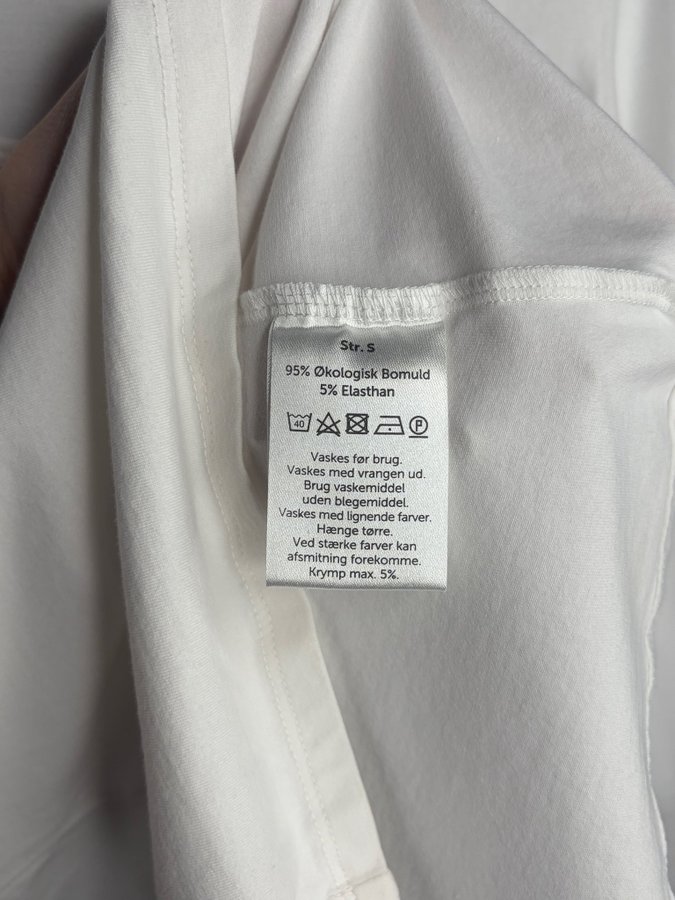 Str. S
95% Økologisk Bomuld
5% Elasthan
40 P
Vaskes før brug.
Vaskes med vrangen ud.
Brug vaskemiddel
uden blegemiddel.
Vaskes med lignende farver.
Hænge tørre.
Ved stærke farver kan
afsmitning forekomme.
Krymp max. 5%.